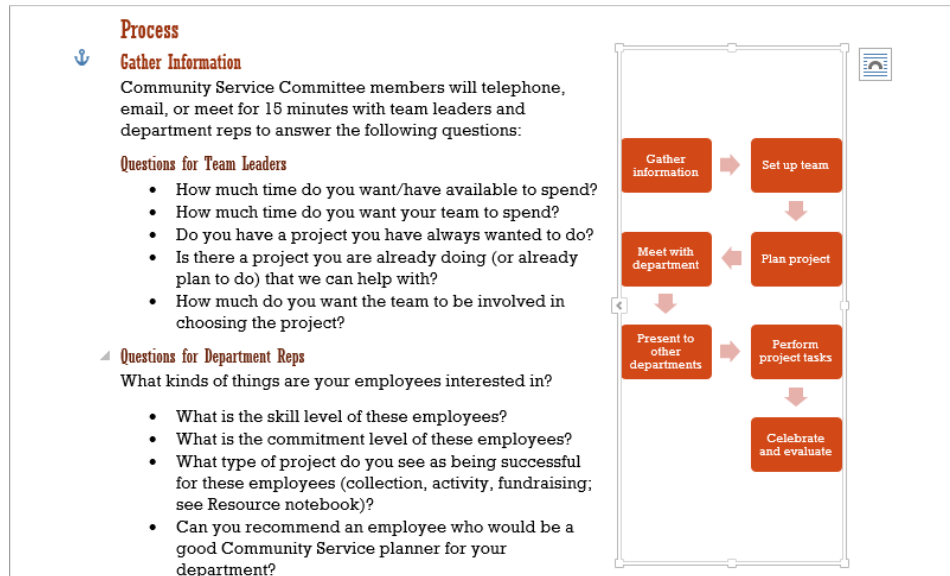 Process
Gather Information
Community Service Committee members will telephone,
email, or meet for 15 minutes with team leaders and
department reps to answer the following questions:
Questions for Team Leaders
• How much time do you want/have available to spend?
• How much time do you want your team to spend?
• Do you have a project you have always wanted to do?
• Is there a project you are already doing (or already
plan to do) that we can help with?
• How much do you want the team to be involved in
choosing the project?
Questions for Department Reps
What kinds of things are your employees interested in?
• What is the skill level of these employees?
• What is the commitment level of these employees?
• What type of project do you see as being successful
for these employees (collection, activity, fundraising;
see Resource notebook)?
• Can you recommend an employee who would be a
good Community Service planner for your
department?
Gather
information
Set up team
Plan project
Meet with
department
Present to
other
departments
Perform
project tasks
Celebrate
and evaluate